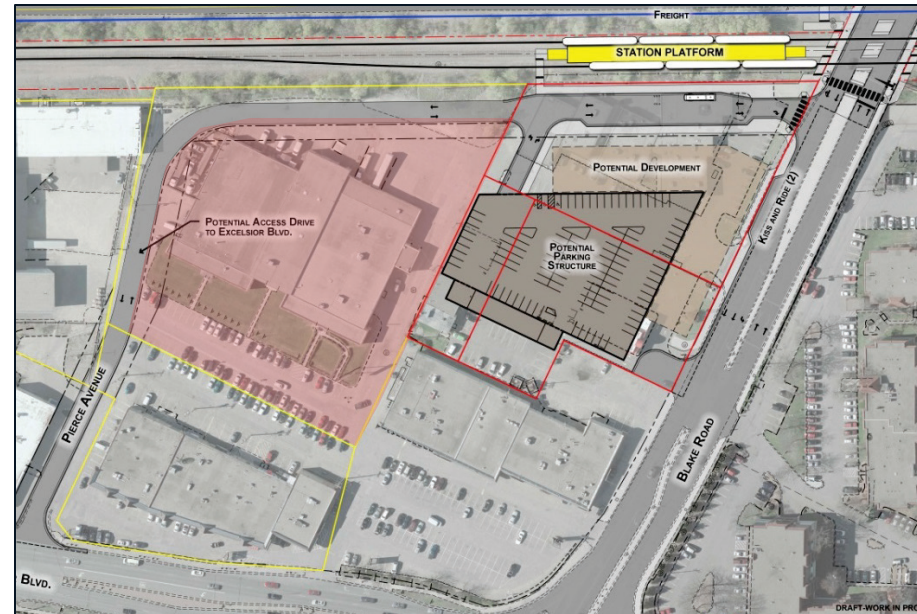 FREIGHT
STATION PLATFORM
POTENTIAL DEVELOPMENT
POTENTIAL ACCESS DRIVE
TO EXCELSIOR BLVD.
POTENTIAL
PARKING
STRUCTURE
KISS AND RIDE (2)
PIERCE AVENUE
BLAKE ROAD
BLVD.
DRAFT-WORK IN PRO